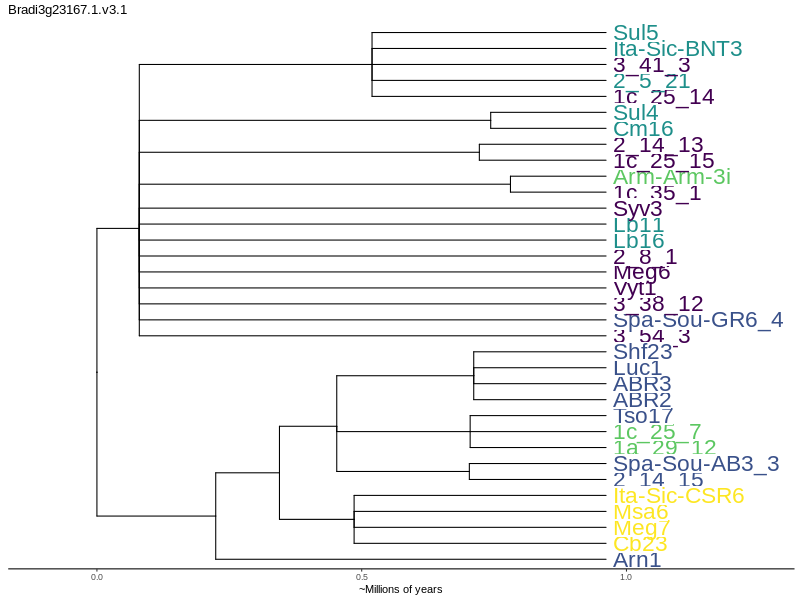 Bradi3g23167.1.v3.1
Sul5
Ita-Sic-BNT3
3_41_3
2_5_21
1c_25_14
Sul4
Cm16
2_14_13
1c_25_15
Arm-Arm-3i
1c_35_1
Syv3
Lb11
Lb16
2_8_1
Meg6
Vyt1
3_38_12
Spa-Sou-GR6_4
3_54_3
Shf23
Luc1
ABR3
ABR2
Tso17
1c_25_7
1a_29_12
Spa-Sou-AB3_3
2_14_15
Ita-Sic-CSR6
Msa6
Meg7
Cb23
Arn1
0.0 0.5 1.0
~Millions of years